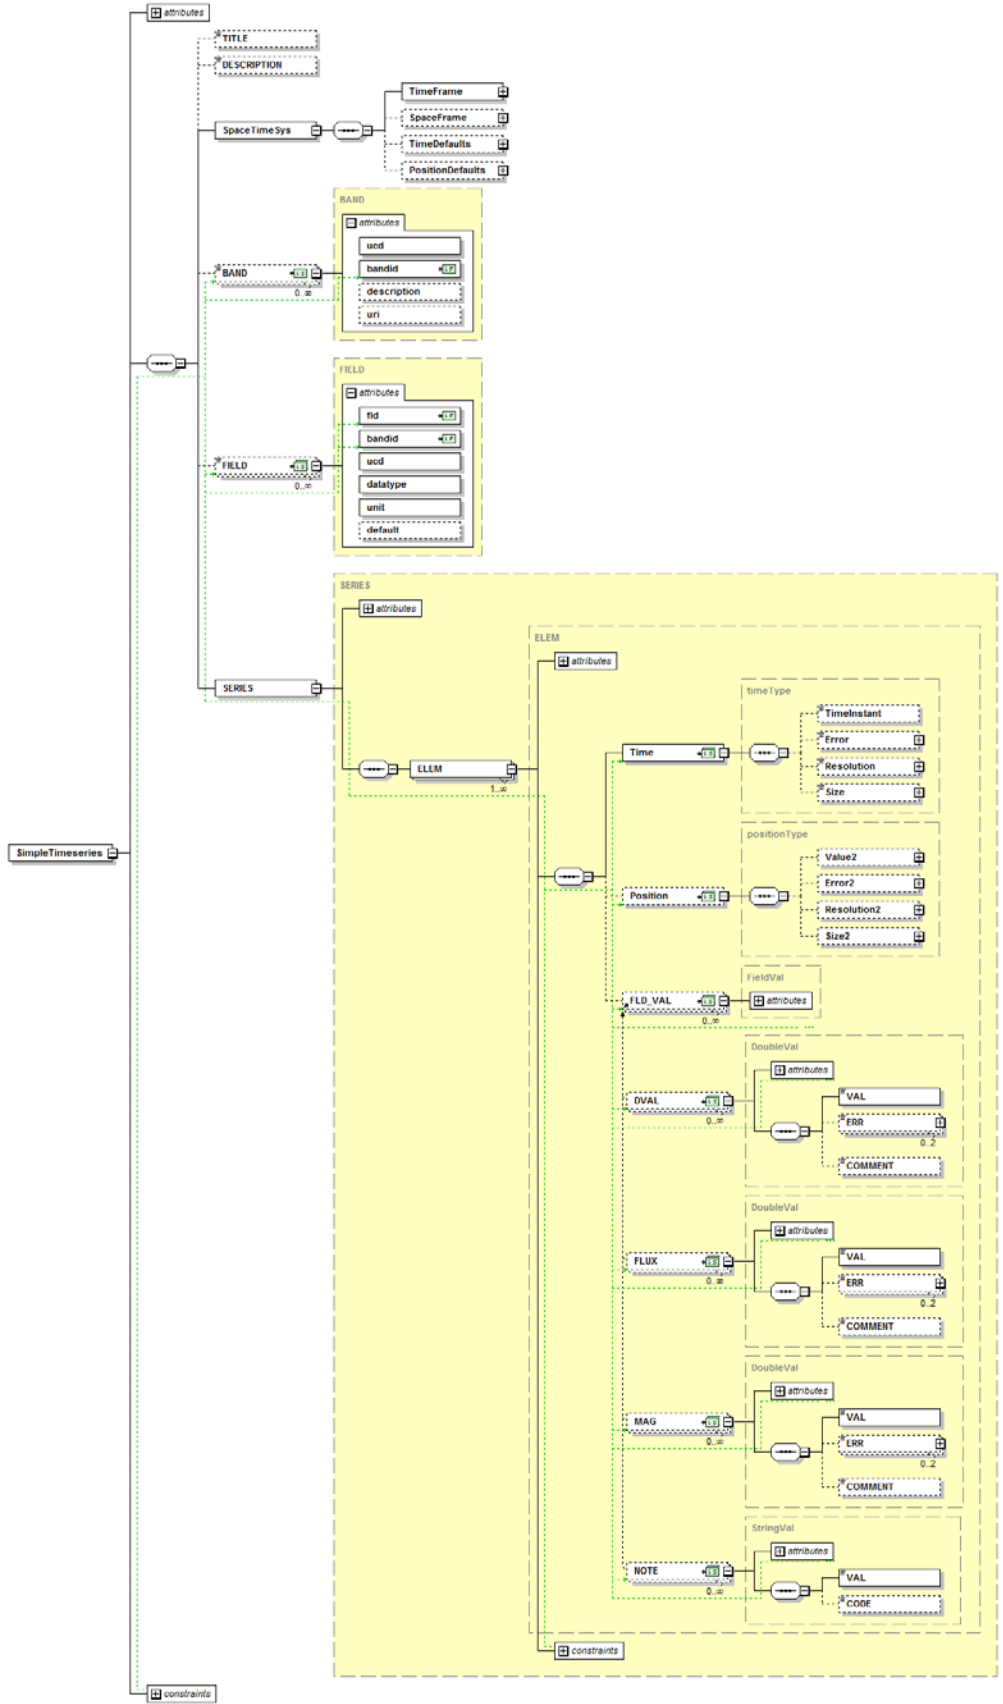 attributes
TITLE
DESCRIPTION
SpaceTimeSys
TimeFrame
SpaceFrame
TimeDefaults
PositionDefaults
BAND
attributes
ucd
bandid
description
uri
BAND
0..∞
FIELD
attributes
fld
bandid
ucd
datatype
unit
default
FIELD
0..∞
SERIES
attributes
SERIES
ELEM
1..∞
ELEM
attributes
timeType
Time
TimeInstant
Error
Resolution
Size
SimpleTimeseries
positionType
Position
Value2
Error2
Resolution2
Size2
FieldVal
FLD_VAL
0..∞
attributes
DoubleVal
attributes
DVAL
0..∞
VAL
ERR
0..2
COMMENT
DoubleVal
attributes
FLUX
0..∞
VAL
ERR
0..2
COMMENT
DoubleVal
attributes
MAG
0..∞
VAL
ERR
0..2
COMMENT
StringVal
attributes
NOTE
0..∞
VAL
CODE
constraints
constraints